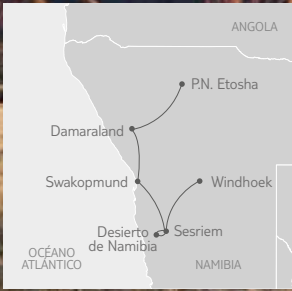 ANGOLA
P.N. Etosha
Damaraland
Swakopmund
Windhoek
Desierto
de Namibia
Sesriem
OCÉANO
ATLÁNTICO
NAMIBIA